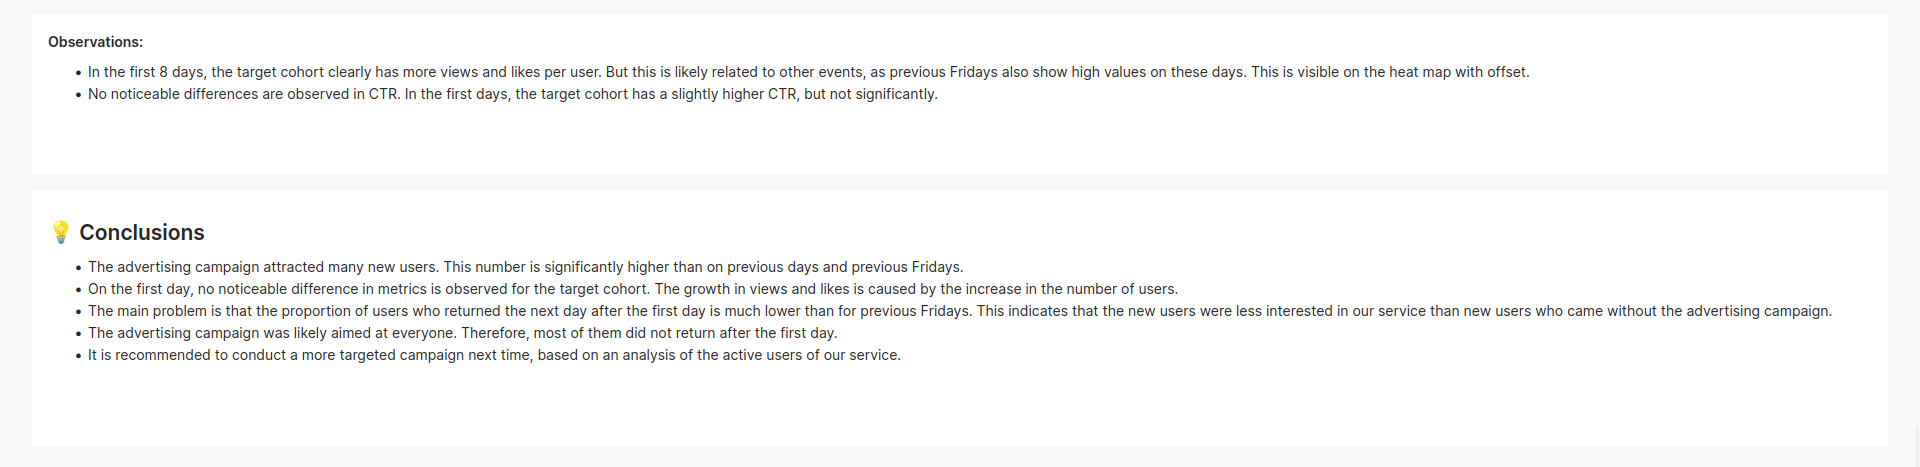 Observations:
• In the first 8 days, the target cohort clearly has more views and likes per user. But this is likely related to other events, as previous Fridays also show high values on these days. This is visible on the heat map with offset.
• No noticeable differences are observed in CTR. In the first days, the target cohort has a slightly higher CTR, but not significantly.
💡 Conclusions
• The advertising campaign attracted many new users. This number is significantly higher than on previous days and previous Fridays.
• On the first day, no noticeable difference in metrics is observed for the target cohort. The growth in views and likes is caused by the increase in the number of users.
• The main problem is that the proportion of users who returned the next day after the first day is much lower than for previous Fridays. This indicates that the new users were less interested in our service than new users who came without the advertising campaign.
• The advertising campaign was likely aimed at everyone. Therefore, most of them did not return after the first day.
• It is recommended to conduct a more targeted campaign next time, based on an analysis of the active users of our service.